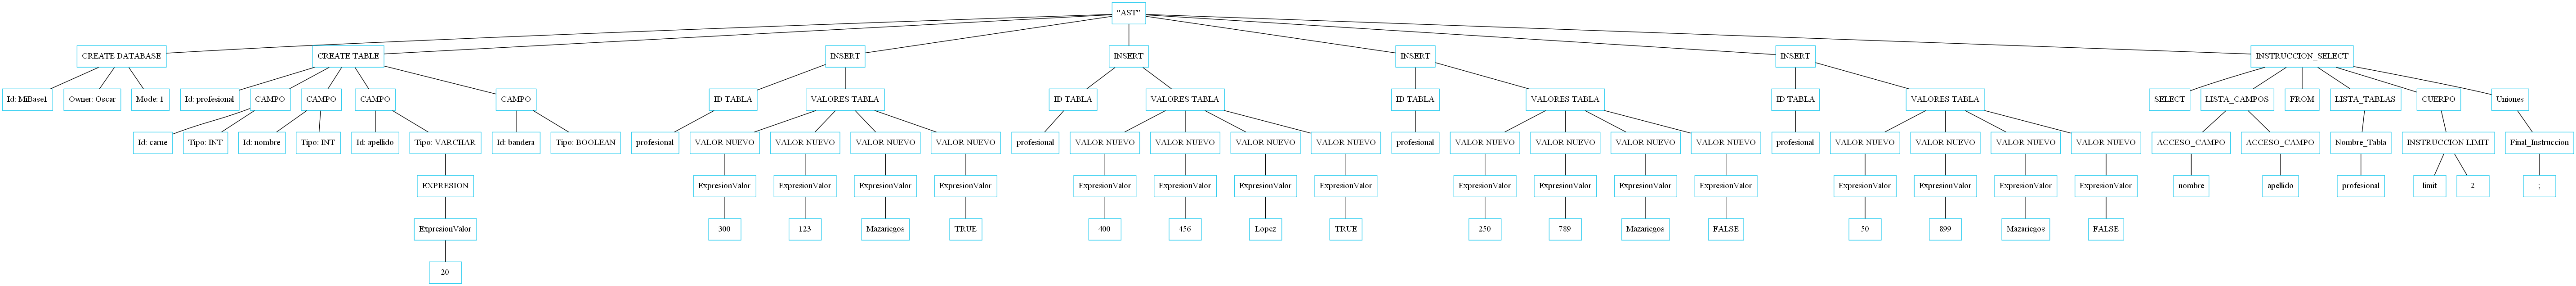 "AST"
CREATE DATABASE CREATE TABLE INSERT INSERT INSERT INSERT INSTRUCCION_SELECT
Id: MiBase1 Owner: Oscar Mode: 1 Id: profesional CAMPO CAMPO CAMPO CAMPO ID TABLA VALORES TABLA ID TABLA VALORES TABLA ID TABLA VALORES TABLA ID TABLA VALORES TABLA SELECT LISTA_CAMPOS FROM LISTA_TABLAS CUERPO Uniones
Id: carne Tipo: INT Id: nombre Tipo: INT Id: apellido Tipo: VARCHAR Id: bandera Tipo: BOOLEAN profesional VALOR NUEVO VALOR NUEVO VALOR NUEVO VALOR NUEVO profesional VALOR NUEVO VALOR NUEVO VALOR NUEVO VALOR NUEVO profesional VALOR NUEVO VALOR NUEVO VALOR NUEVO VALOR NUEVO profesional VALOR NUEVO VALOR NUEVO VALOR NUEVO VALOR NUEVO ACCESO_CAMPO ACCESO_CAMPO Nombre_Tabla INSTRUCCION LIMIT Final_Instruccion
EXPRESION ExpresionValor ExpresionValor ExpresionValor ExpresionValor ExpresionValor ExpresionValor ExpresionValor ExpresionValor ExpresionValor ExpresionValor ExpresionValor ExpresionValor ExpresionValor ExpresionValor ExpresionValor ExpresionValor nombre apellido profesional limit 2 ;
ExpresionValor 300 123 Mazariegos TRUE 400 456 Lopez TRUE 250 789 Mazariegos FALSE 50 899 Mazariegos FALSE
20